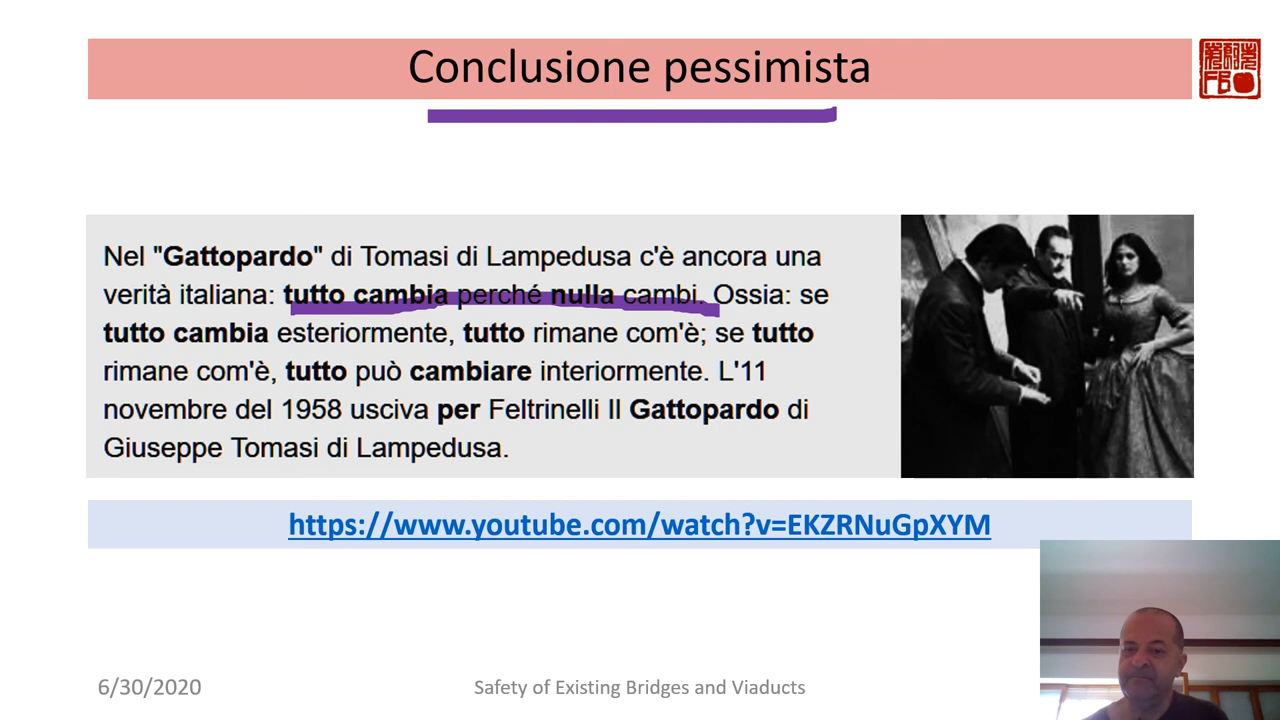 Conclusione pessimista
Nel "Gattopardo" di Tomasi di Lampedusa c'è ancora una
verità italiana: tutto cambia perché nulla cambi. Ossia: se
tutto cambia esteriormente, tutto rimane com'è; se tutto
rimane com'è, tutto può cambiare interiormente. L'11
novembre del 1958 usciva per Feltrinelli Il Gattopardo di
Giuseppe Tomasi di Lampedusa.
https://www.youtube.com/watch?v=EKZRNuGpXYM
6/30/2020
Safety of Existing Bridges and Viaducts